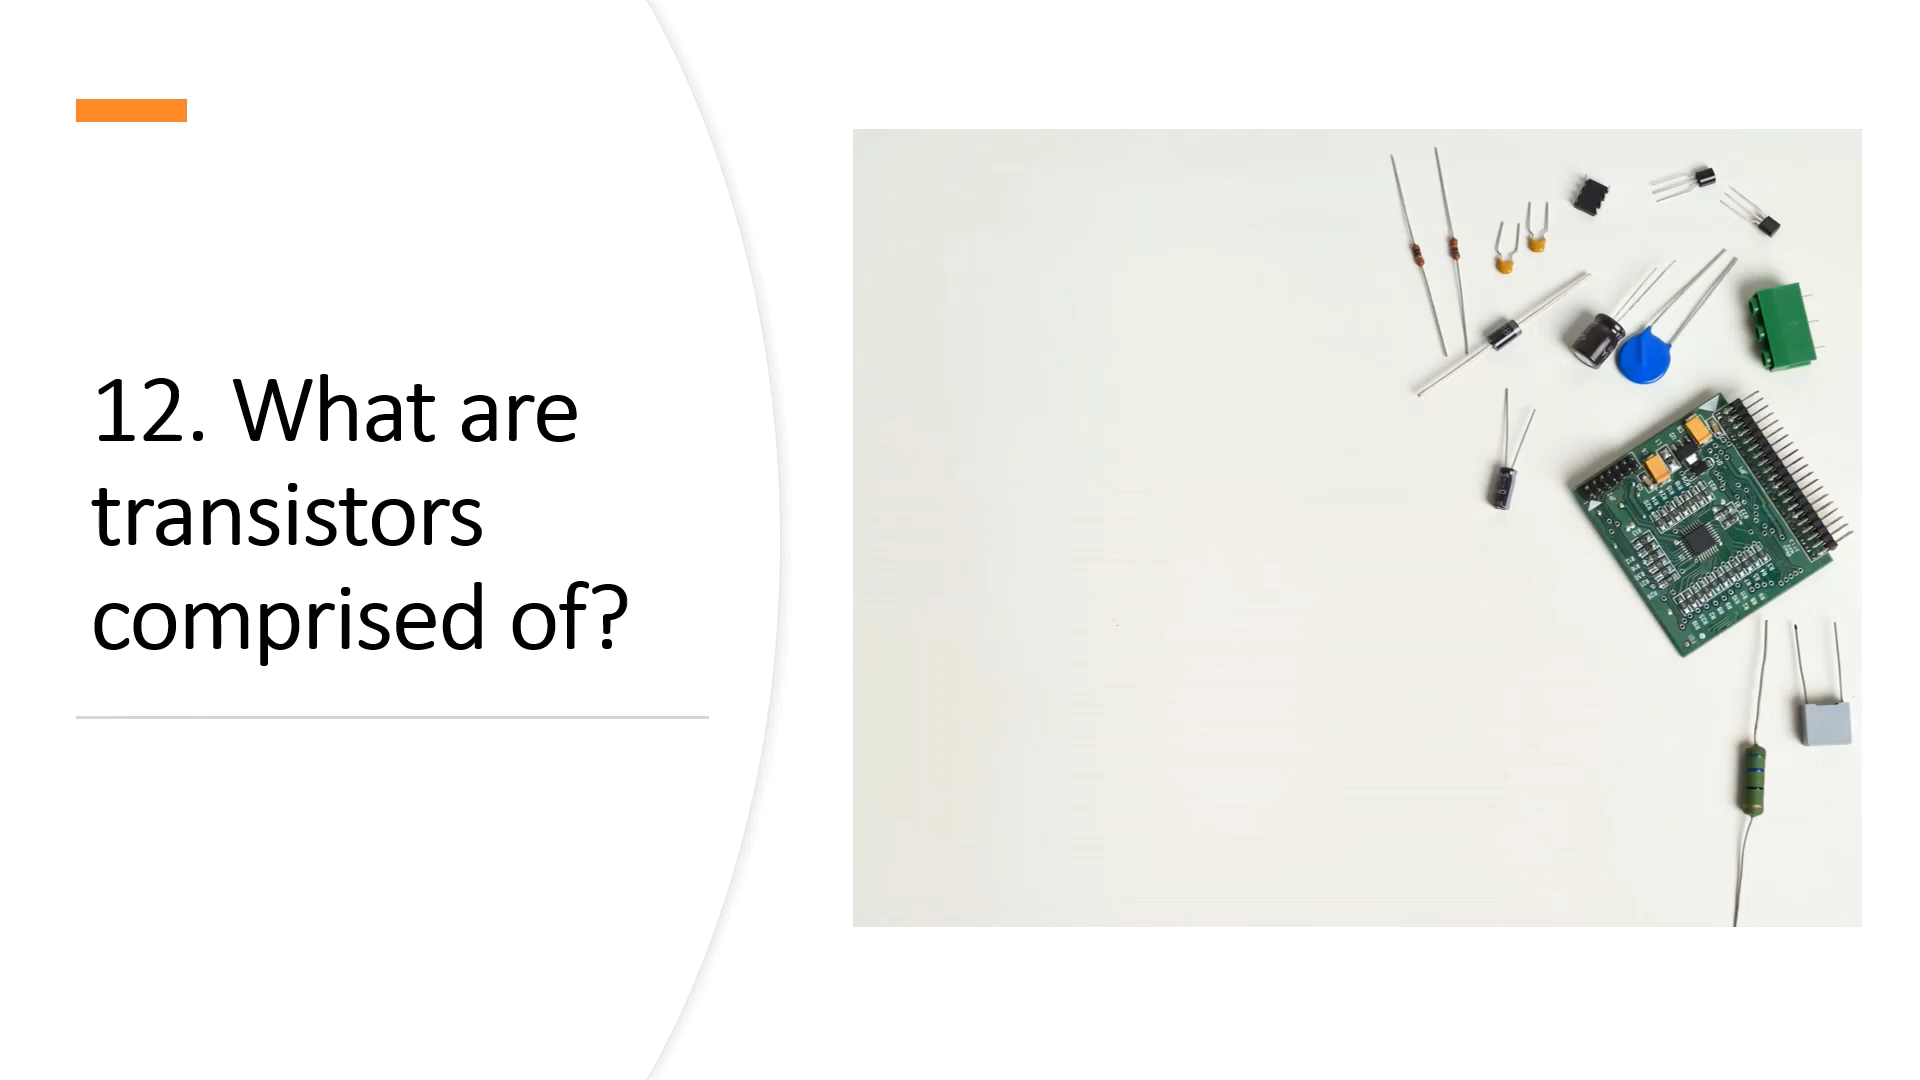 12. What are
transistors
comprised of?